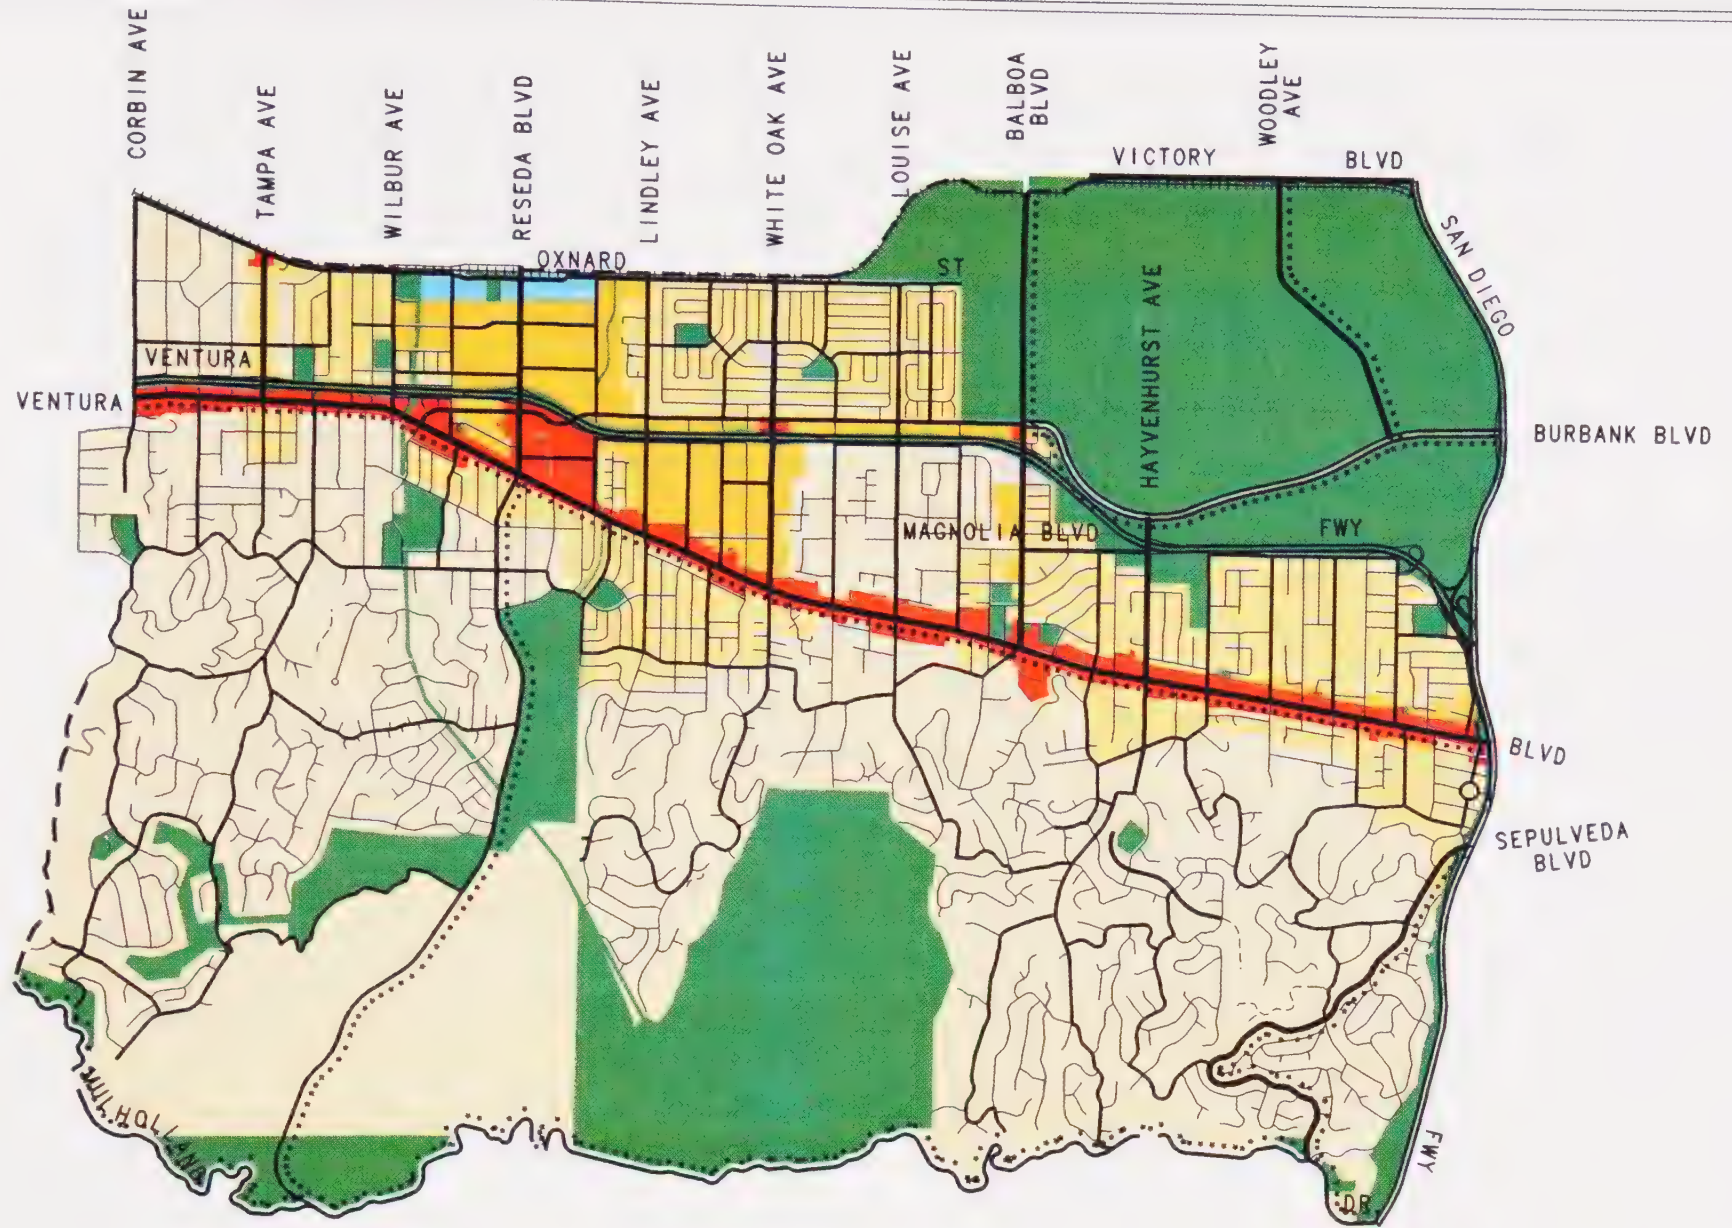 CORBIN AVE
TAMPA AVE
WILBUR AVE
RESEDA BLVD
LINDLEY AVE
WHITE OAK AVE
LOUISE AVE
BALBOA
BLVD
WOODLEY
AVE
VICTORY BLVD
SAN DIEGO
OXNARD ST
HAYVENHURST AVE
VENTURA
VENTURA
BURBANK BLVD
MAGNOLIA BLVD
FWY
BLVD
SEPULVEDA
BLVD
MULHOLLAND
FWY
DR